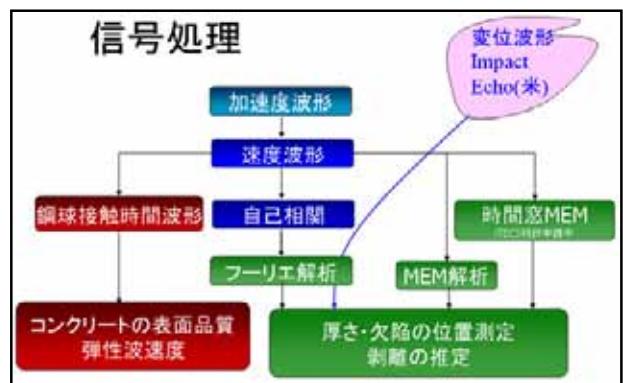 信号処理
変位波形
Impact
Echo(米)
加速度波形
速度波形
鋼球接触時間波形
自己相関
時間窓MEM
フーリエ解析
MEM解析
コンクリートの表面品質
弾性波速度
厚さ・欠陥の位置測定
剥離の推定